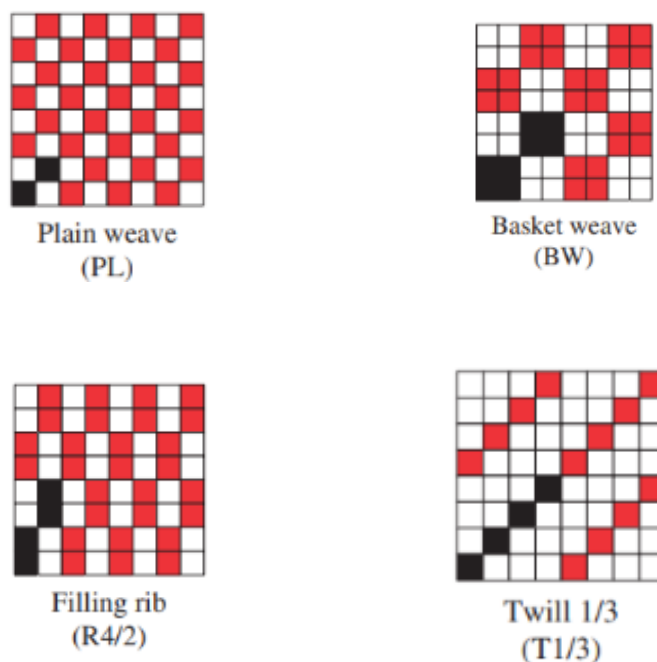 Plain weave
(PL)
Basket weave
(BW)
Filling rib
(R4/2)
Twill 1/3
(T1/3)